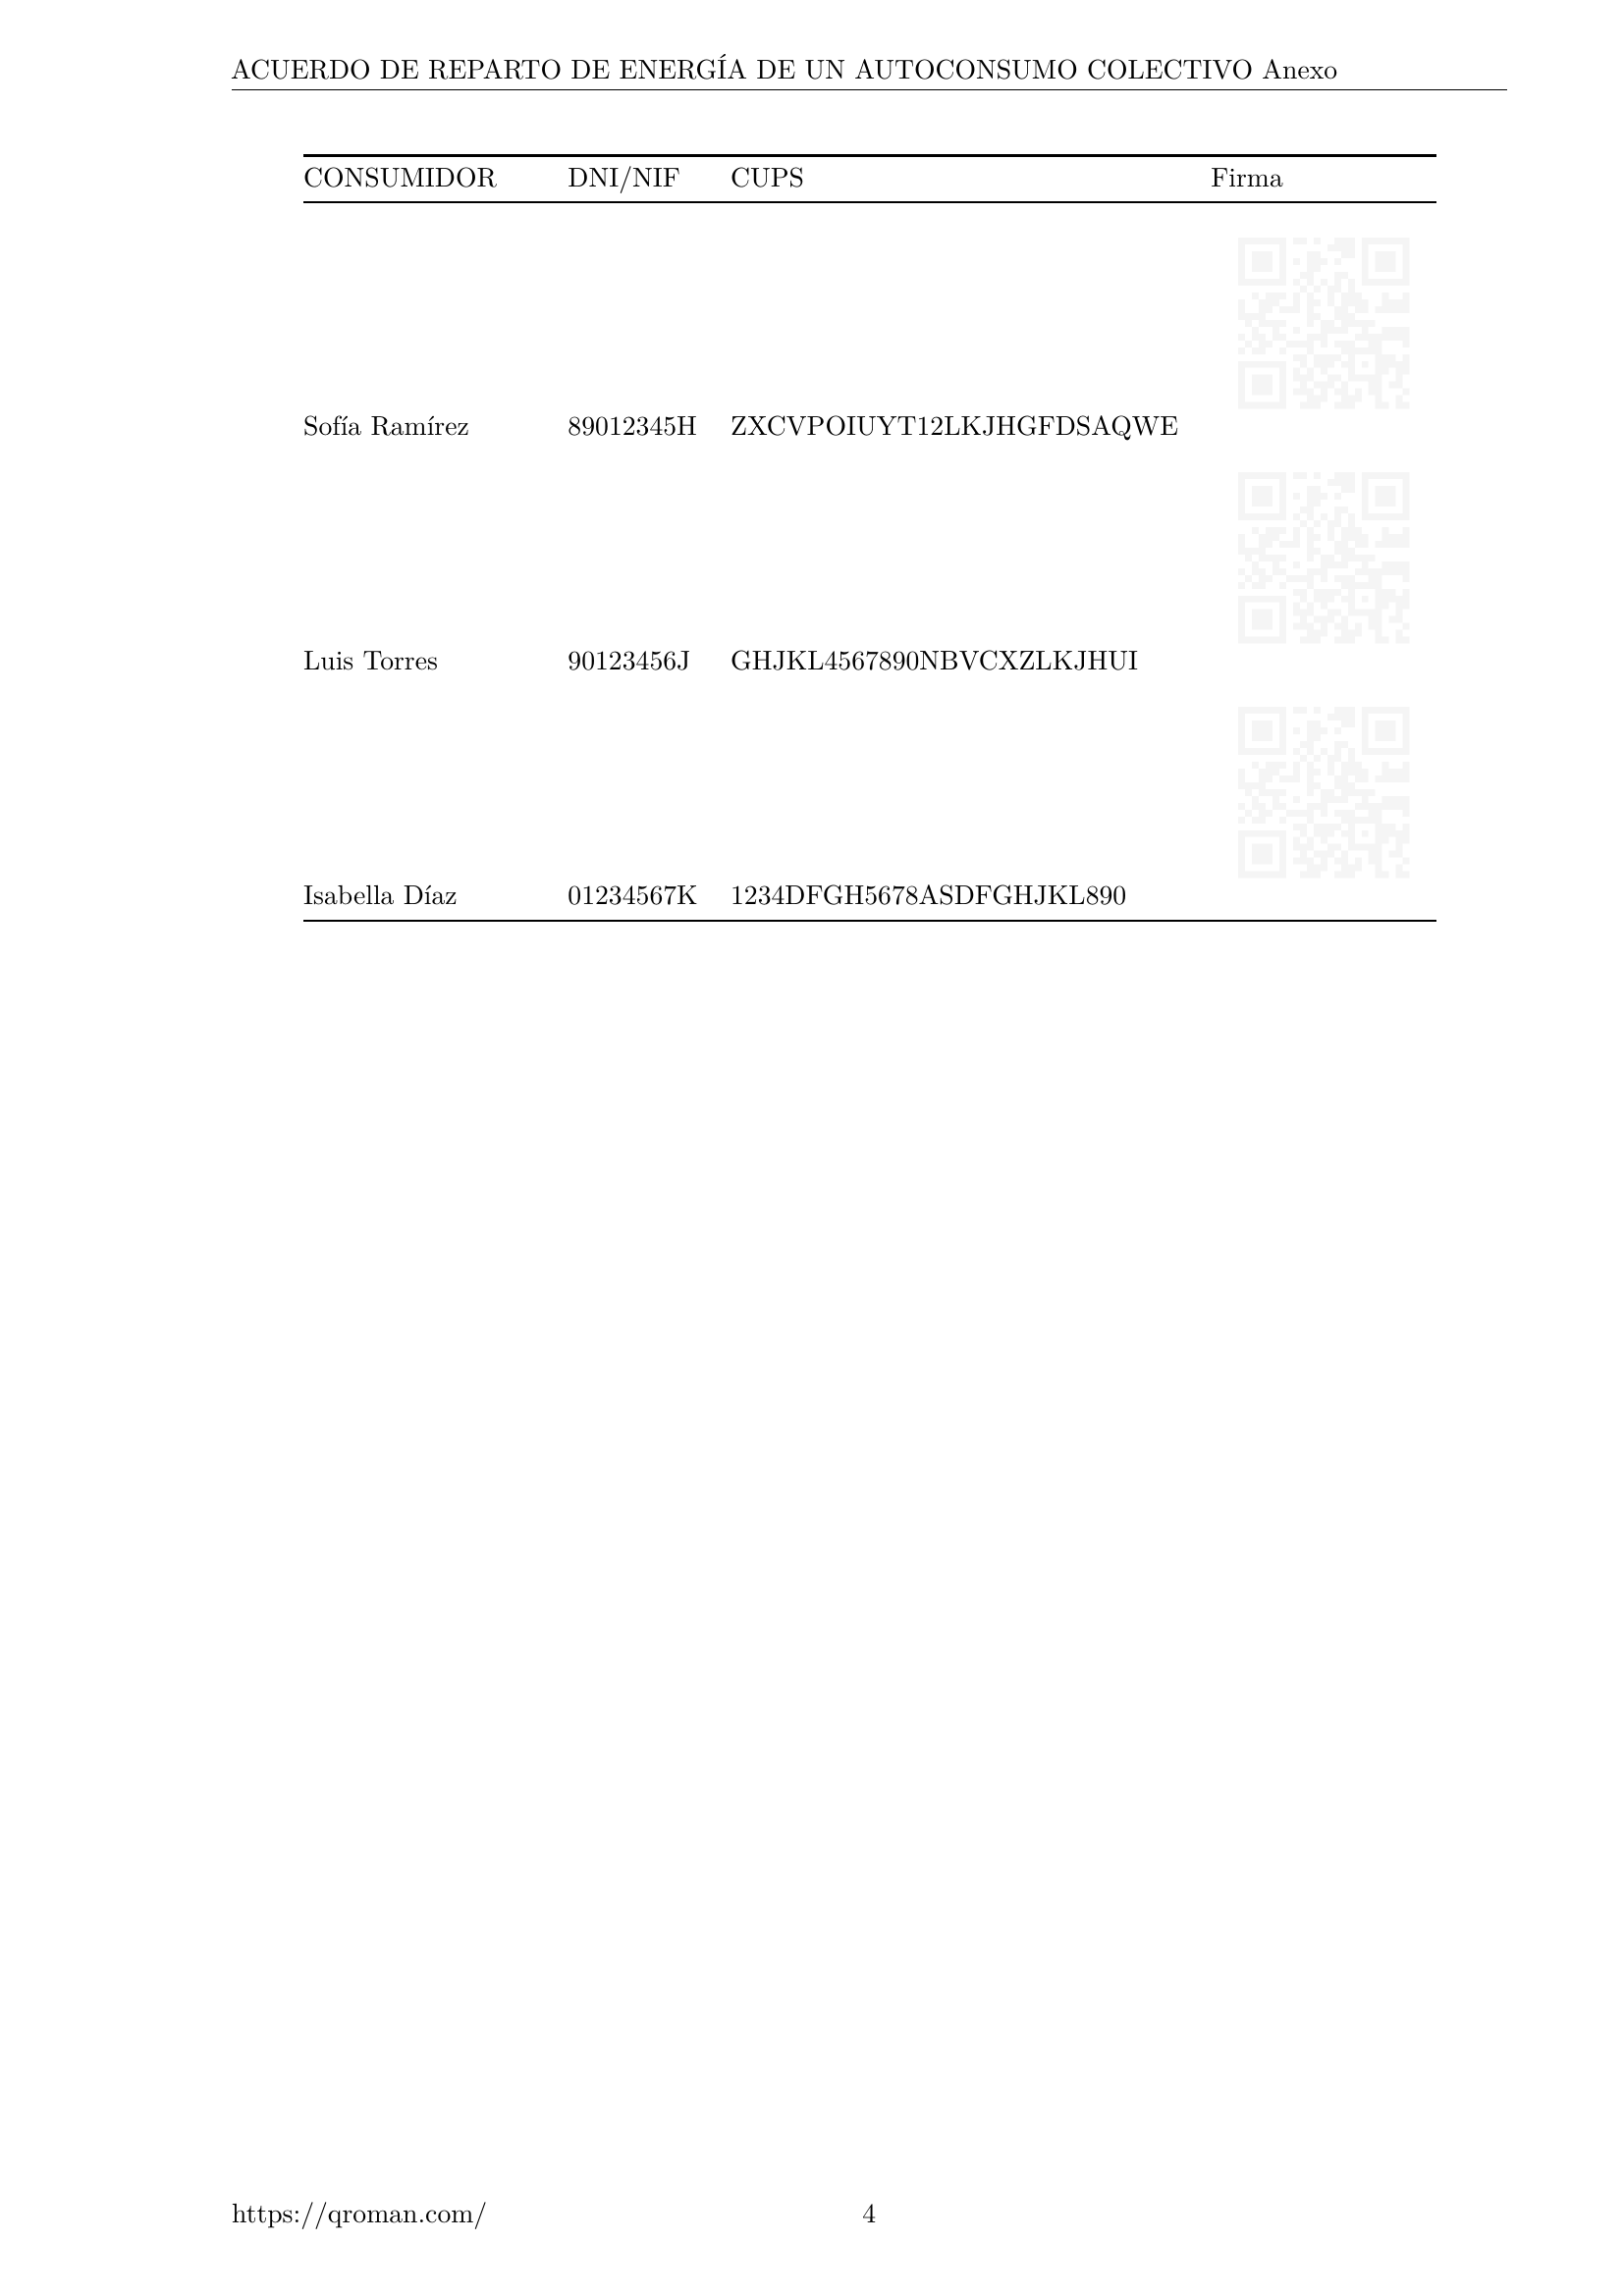 ACUERDO DE REPARTO DE ENERGÍA DE UN AUTOCONSUMO COLECTIVO Anexo
CONSUMIDOR DNI/NIF CUPS Firma
Sofía Ramírez 89012345H ZXCVPOIUYT12LKJHGFDSAQWE
Luis Torres 90123456J GHJKL4567890NBVCXZLKJHUI
Isabella Díaz 01234567K 1234DFGH5678ASDFGHJKL890
https://qroman.com/ 4